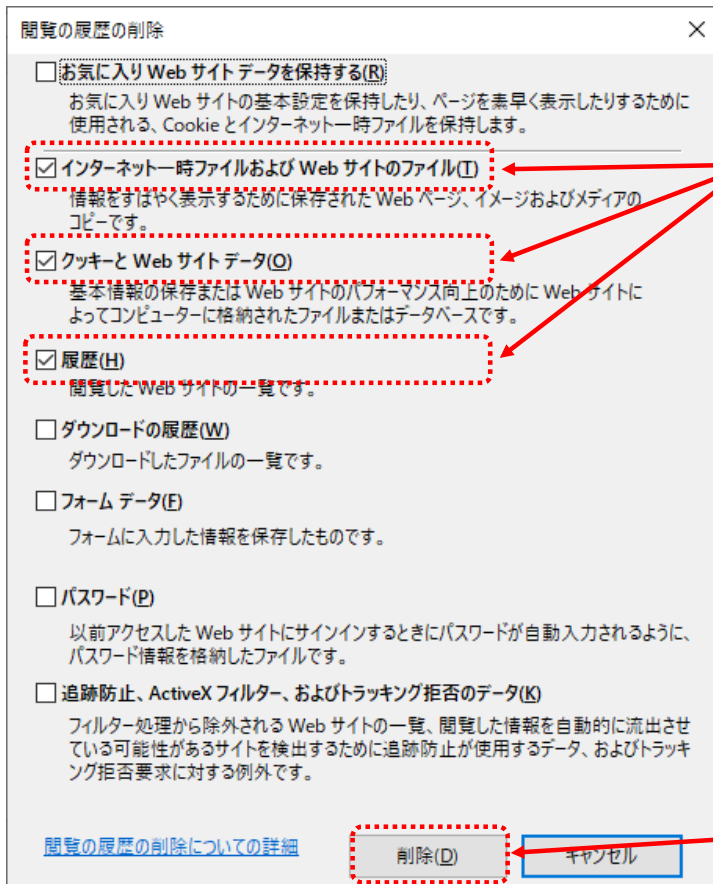 閲覧の履歴の削除
お気に入り Web サイト データを保持する(R)
お気に入り Web サイトの基本設定を保持したり、ページを素早く表示したりするために
使用される、Cookie とインターネット一時ファイルを保持します。
インターネット一時ファイルおよび Web サイトのファイル(T)
情報をすばやく表示するために保存された Web ページ、イメージおよびメディアの
コピーです。
クッキーと Web サイト データ(O)
基本情報の保存または Web サイトのパフォーマンス向上のために Web サイトに
よってコンピューターに格納されたファイルまたはデータベースです。
履歴(H)
閲覧した Web サイトの一覧です。
ダウンロードの履歴(W)
ダウンロードしたファイルの一覧です。
フォーム データ(F)
フォームに入力した情報を保存したものです。
パスワード(P)
以前アクセスした Web サイトにサインインするときにパスワードが自動入力されるように、
パスワード情報を格納したファイルです。
追跡防止、ActiveX フィルター、およびトラッキング拒否のデータ(K)
フィルター処理から除外される Web サイトの一覧、閲覧した情報を自動的に流出させ
ている可能性があるサイトを検出するために追跡防止が使用するデータ、およびトラッキ
ング拒否要求に対する例外です。
閲覧の履歴の削除についての詳細
削除(D)
キャンセル